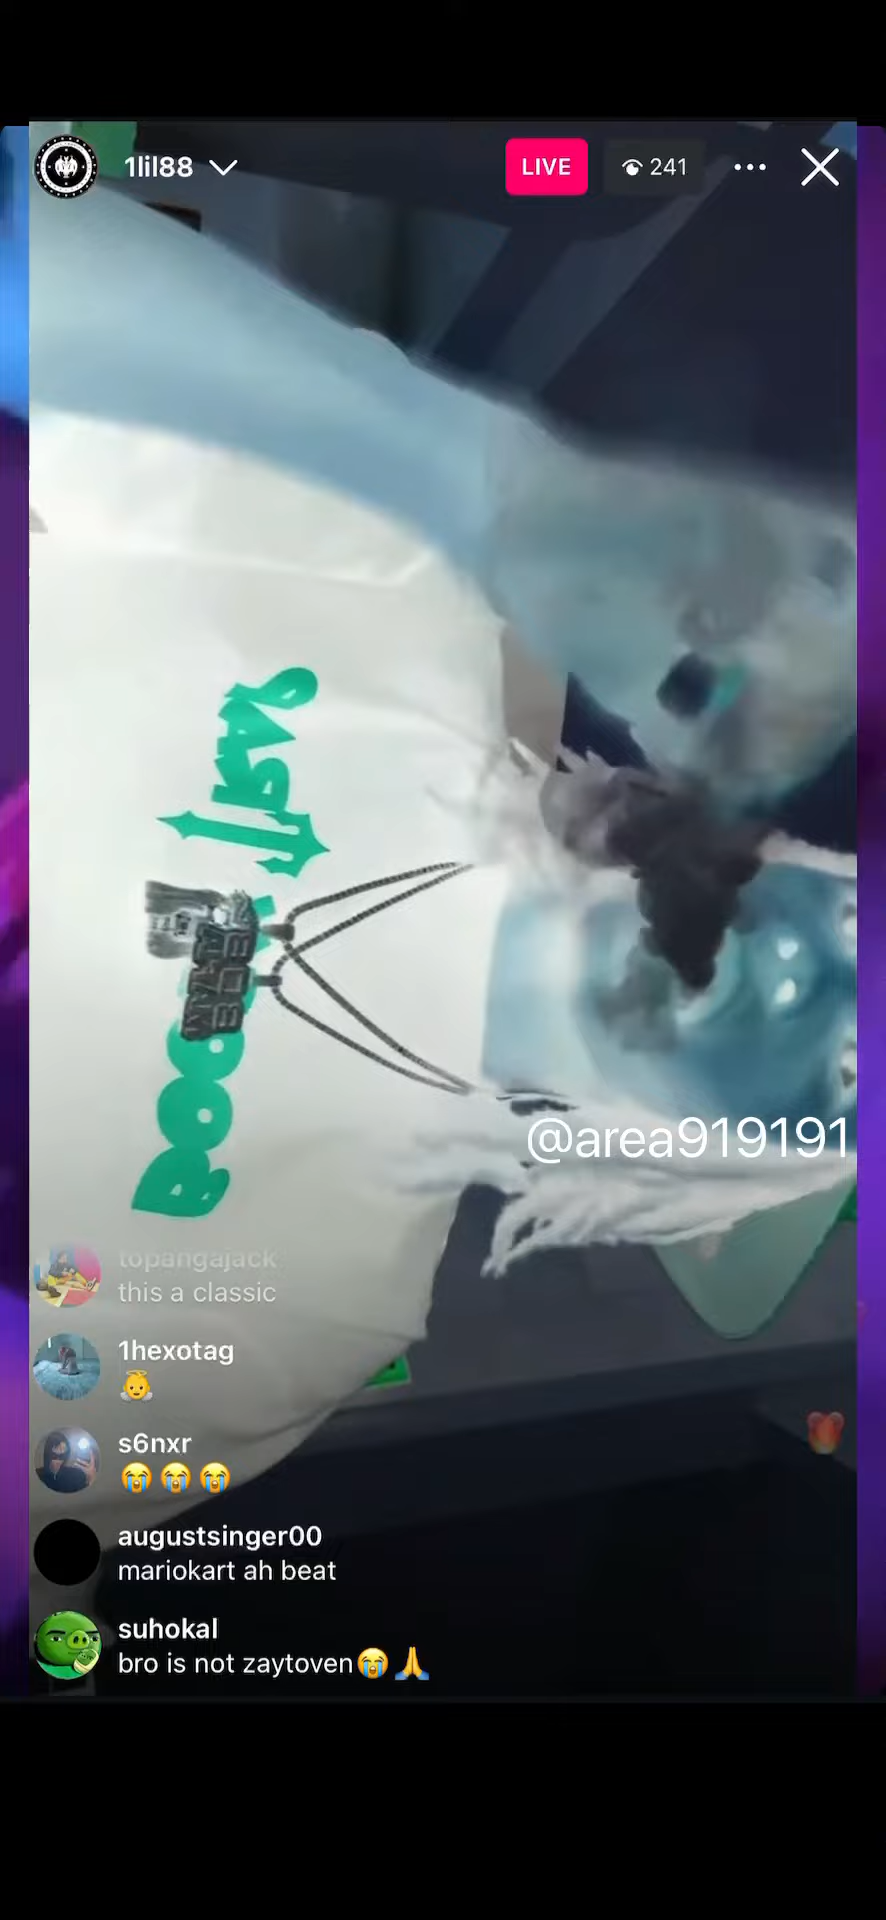 1lil88
LIVE
241
@area919191
topangajack
this a classic
1hexotag
👼
s6nxr
😭😭😭
augustsinger00
mariokart ah beat
suhokal
bro is not zaytoven😭🙏